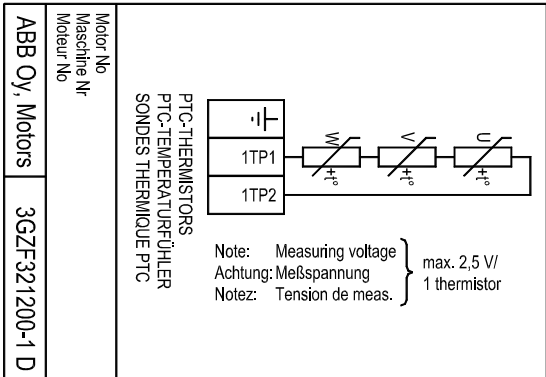 ABB Oy, Motors
3GZF321200-1 D
Motor No
Maschine Nr
Moteur No
PTC-THERMISTORS
PTC-TEMPERATURFÜHLER
SONDES THERMIQUE PTC
1TP1
1TP2
W
V
U
+t°
+t°
+t°
Note: Measuring voltage
Achtung: Meßspannung
Notez: Tension de meas.
max. 2,5 V/
1 thermistor